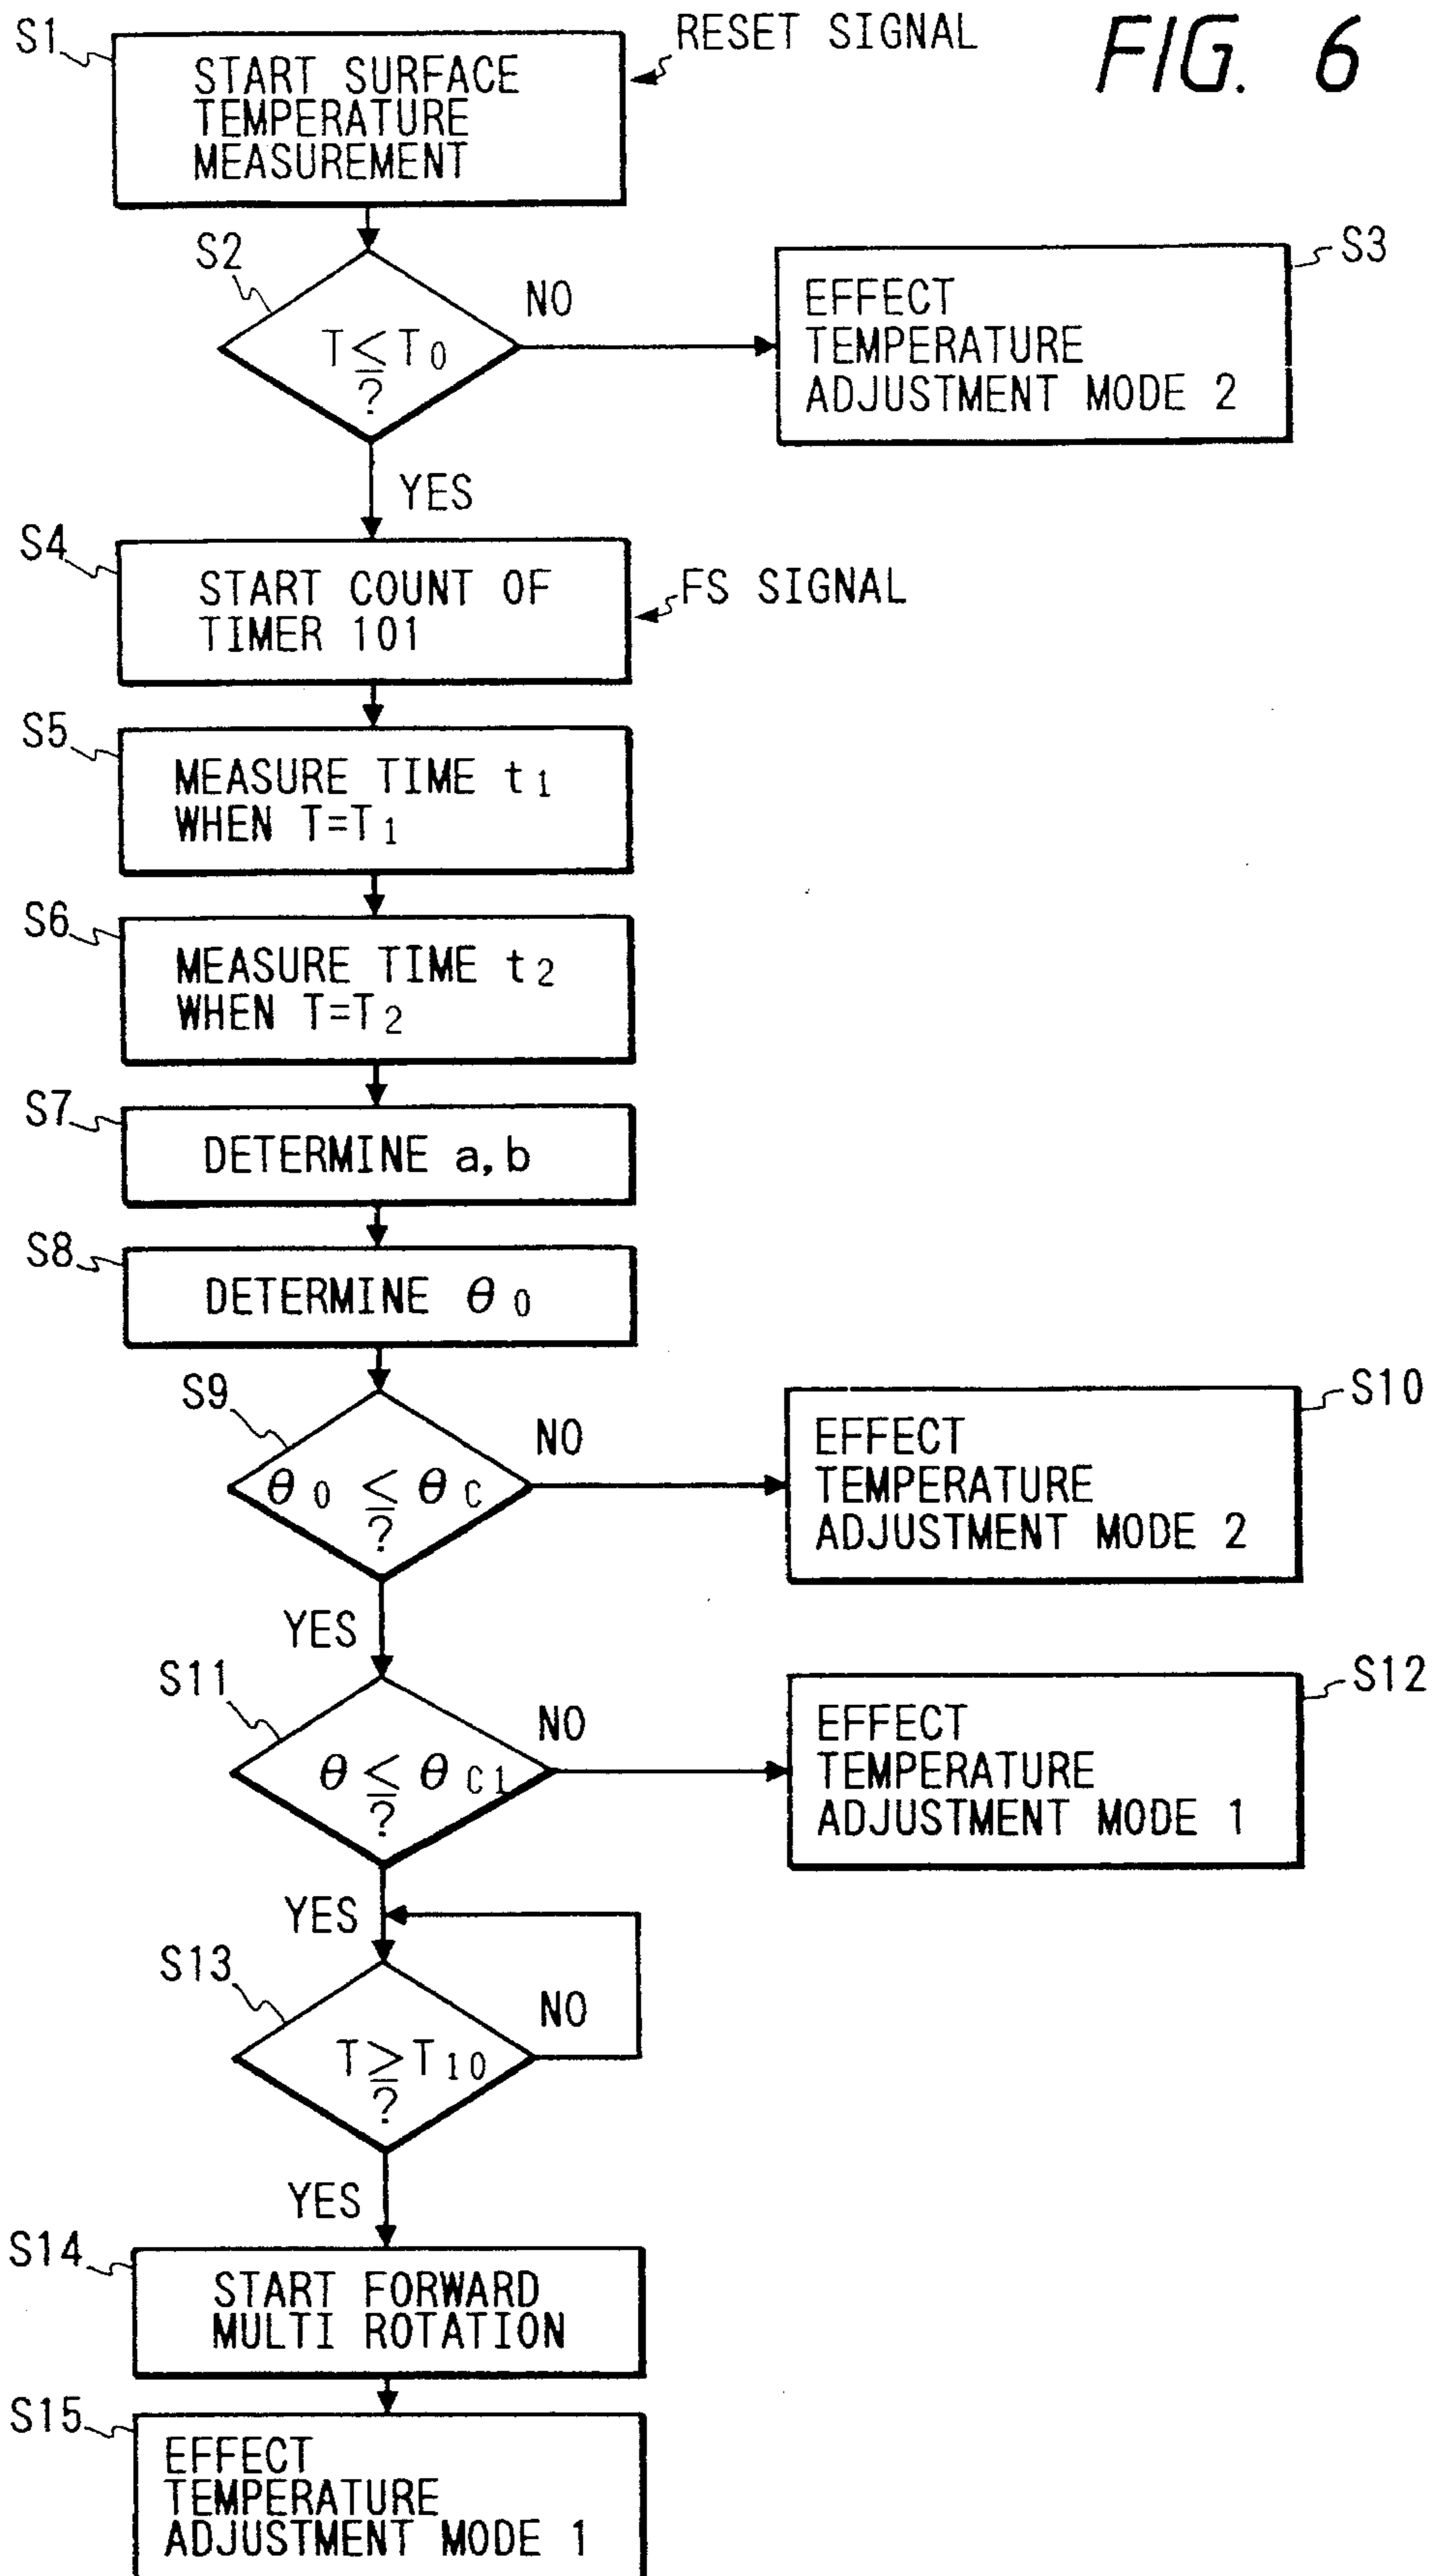 FIG. 6
S1
RESET SIGNAL
START SURFACE
TEMPERATURE
MEASUREMENT
S2
T≦T0
?
NO
YES
S3
EFFECT
TEMPERATURE
ADJUSTMENT MODE 2
S4
START COUNT OF
TIMER 101
FS SIGNAL
S5
MEASURE TIME t1
WHEN T=T1
S6
MEASURE TIME t2
WHEN T=T2
S7
DETERMINE a,b
S8
DETERMINE θ0
S9
θ0 ≦ θC
?
NO
YES
S10
EFFECT
TEMPERATURE
ADJUSTMENT MODE 2
S11
θ ≦ θC1
?
NO
YES
S12
EFFECT
TEMPERATURE
ADJUSTMENT MODE 1
S13
T≧T10
?
NO
YES
S14
START FORWARD
MULTI ROTATION
S15
EFFECT
TEMPERATURE
ADJUSTMENT MODE 1